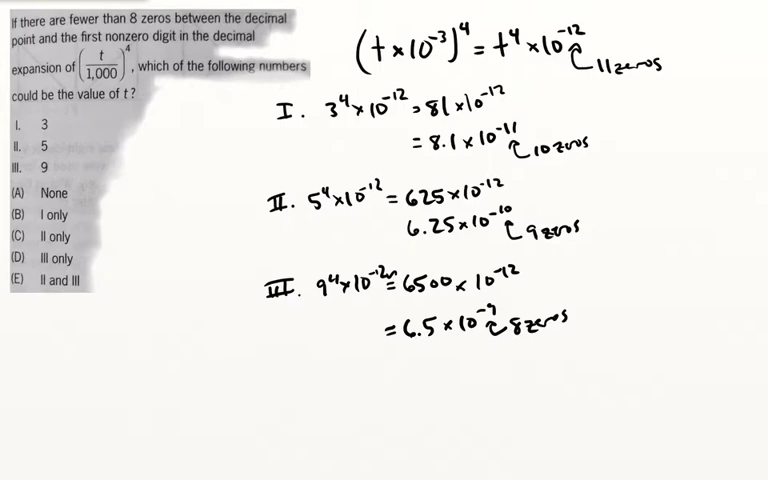 If there are fewer than 8 zeros between the decimal
point and the first nonzero digit in the decimal
expansion of (t/1,000)^4, which of the following numbers
could be the value of t?
I. 3
II. 5
III. 9
(A) None
(B) I only
(C) II only
(D) III only
(E) II and III
(t×10^-3)^4 = t^4 × 10^-12
11 zeros
I. 3^4 × 10^-12 = 81 × 10^-12
= 8.1 × 10^-11
10 zeros
II. 5^4 × 10^-12 = 625 × 10^-12
6.25 × 10^-10
9 zeros
III. 9^4 × 10^-12 ≈ 6500 × 10^-12
= 6.5 × 10^-9
8 zeros